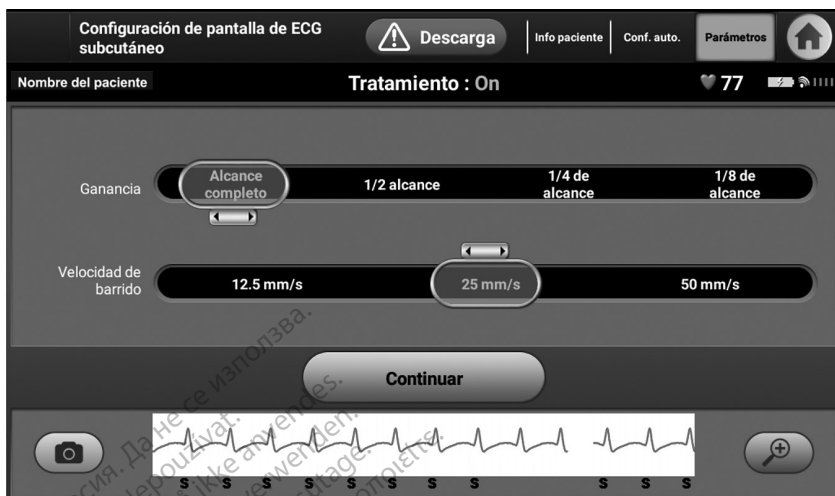 Configuración de pantalla de ECG
subcutáneo
Descarga
Info paciente
Conf. auto.
Parámetros
Nombre del paciente
Tratamiento : On
77
Ganancia
Alcance
completo
1/2 alcance
1/4 de
alcance
1/8 de
alcance
Velocidad de
barrido
12.5 mm/s
25 mm/s
50 mm/s
Continuar
S S S S S S S S S S S